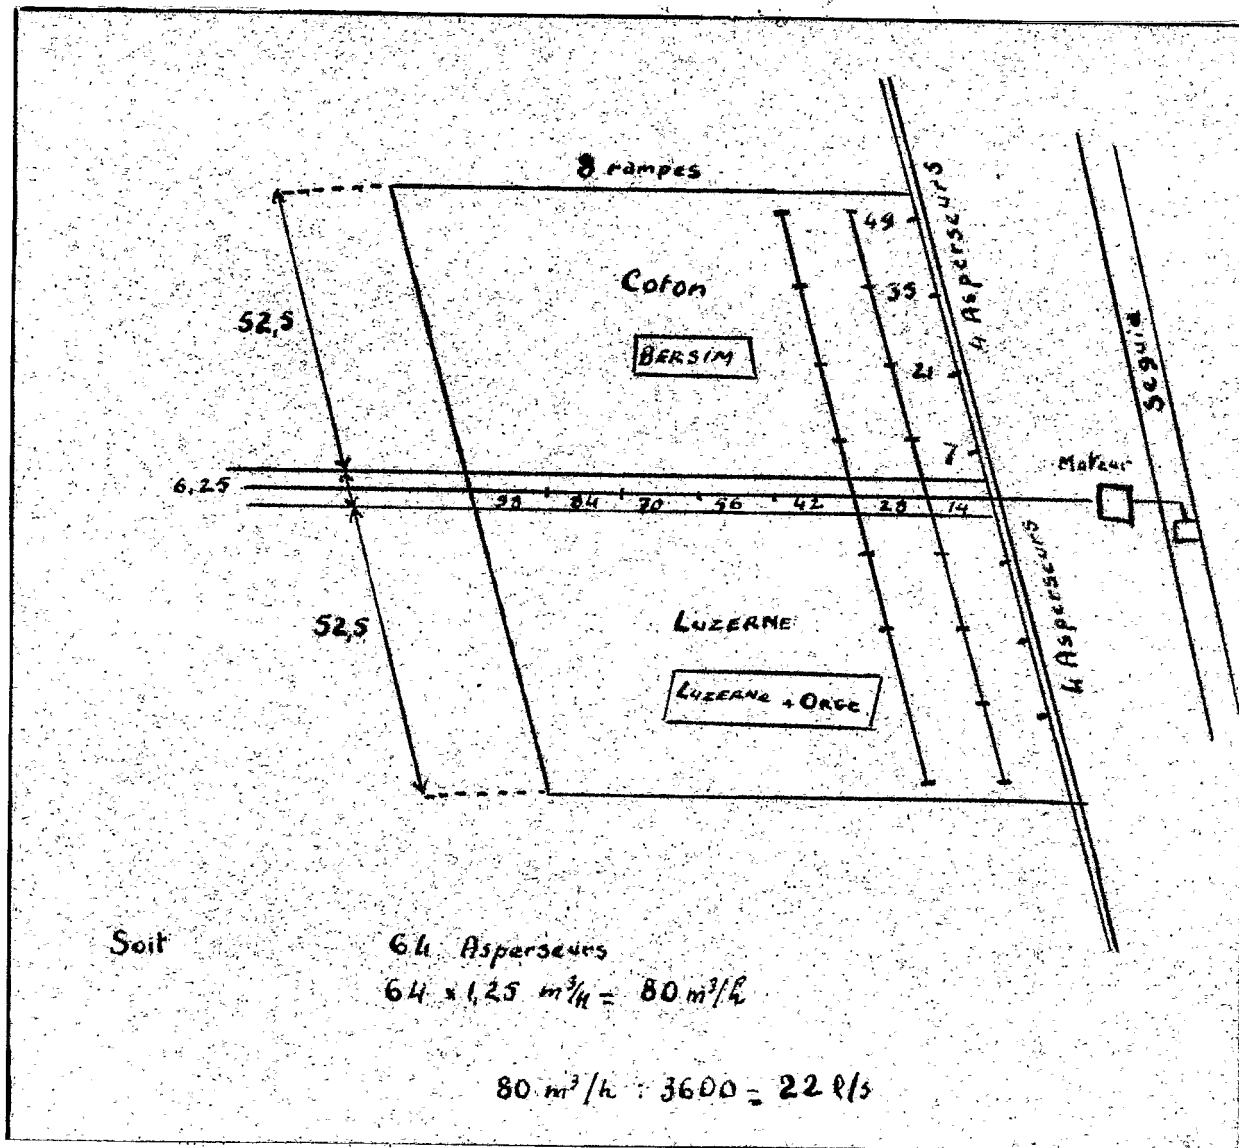 8 rampes
52,5
Coton
BERSIM
49
35
21
7
4 Asperseurs
Seguia
Moteur
6,25
98 84 70 56 42 28 14
52,5
LUZERNE
LUZERNE + ORGE
4 Asperseurs
Soit 64 Asperseurs
64 x 1,25 m³/h = 80 m³/h
80 m³/h : 3600 = 22 l/s